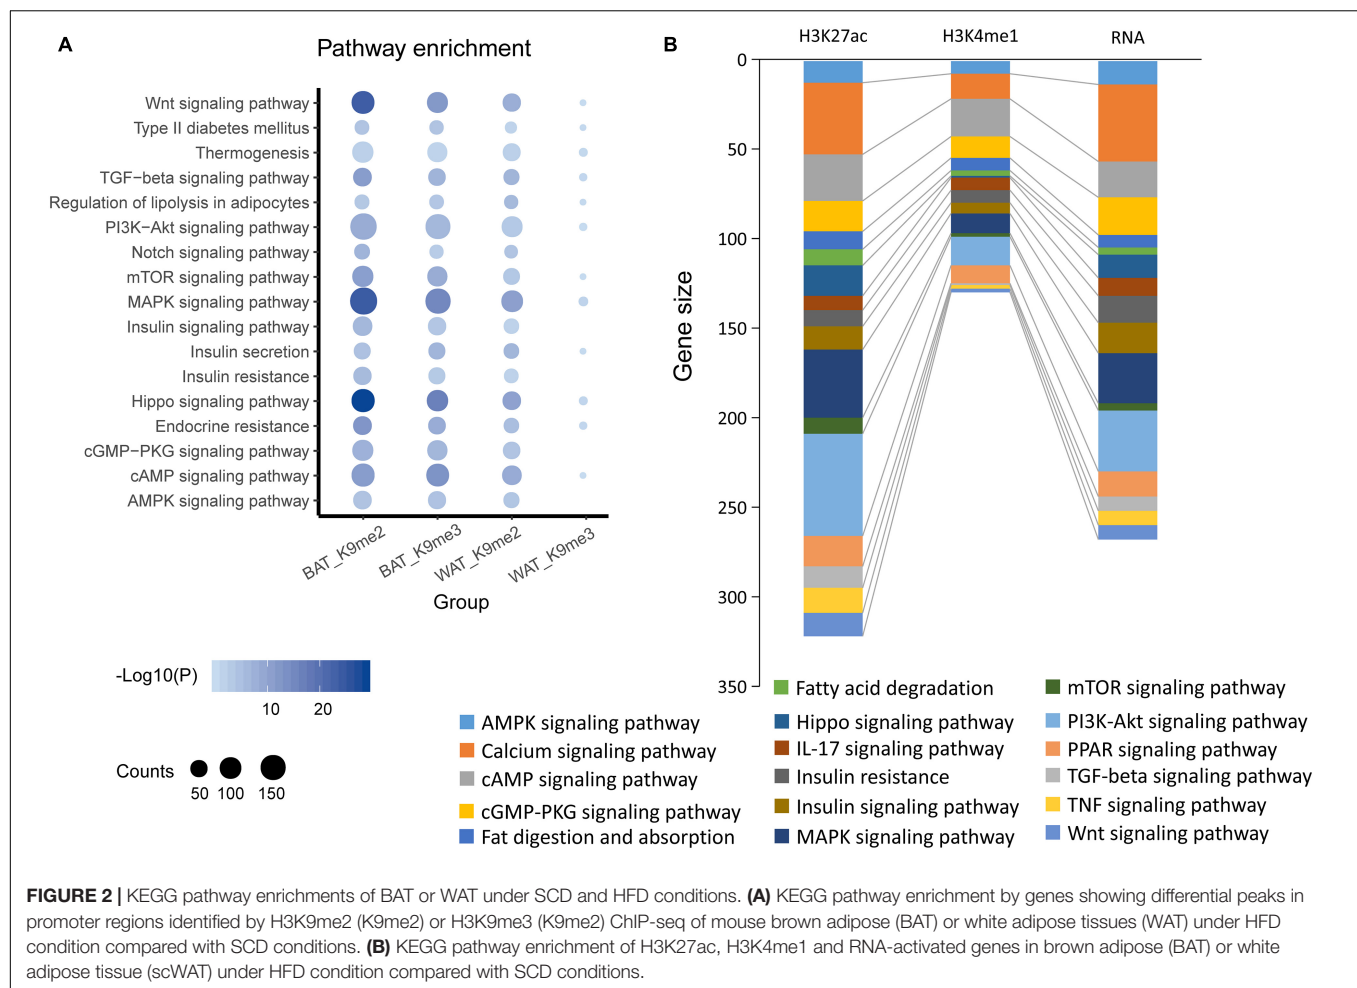 A
Pathway enrichment
Wnt signaling pathway
Type II diabetes mellitus
Thermogenesis
TGF−beta signaling pathway
Regulation of lipolysis in adipocytes
PI3K−Akt signaling pathway
Notch signaling pathway
mTOR signaling pathway
MAPK signaling pathway
Insulin signaling pathway
Insulin secretion
Insulin resistance
Hippo signaling pathway
Endocrine resistance
cGMP−PKG signaling pathway
cAMP signaling pathway
AMPK signaling pathway
BAT_K9me2
BAT_K9me3
WAT_K9me2
WAT_K9me3
Group
-Log10(P)
10 20
Counts
50 100 150
B
H3K27ac H3K4me1 RNA
Gene size
0
50
100
150
200
250
300
350
AMPK signaling pathway
Calcium signaling pathway
cAMP signaling pathway
cGMP-PKG signaling pathway
Fat digestion and absorption
Fatty acid degradation
Hippo signaling pathway
IL-17 signaling pathway
Insulin resistance
Insulin signaling pathway
MAPK signaling pathway
mTOR signaling pathway
PI3K-Akt signaling pathway
PPAR signaling pathway
TGF-beta signaling pathway
TNF signaling pathway
Wnt signaling pathway
FIGURE 2 | KEGG pathway enrichments of BAT or WAT under SCD and HFD conditions. (A) KEGG pathway enrichment by genes showing differential peaks in
promoter regions identified by H3K9me2 (K9me2) or H3K9me3 (K9me2) ChIP-seq of mouse brown adipose (BAT) or white adipose tissues (WAT) under HFD
condition compared with SCD conditions. (B) KEGG pathway enrichment of H3K27ac, H3K4me1 and RNA-activated genes in brown adipose (BAT) or white
adipose tissue (scWAT) under HFD condition compared with SCD conditions.